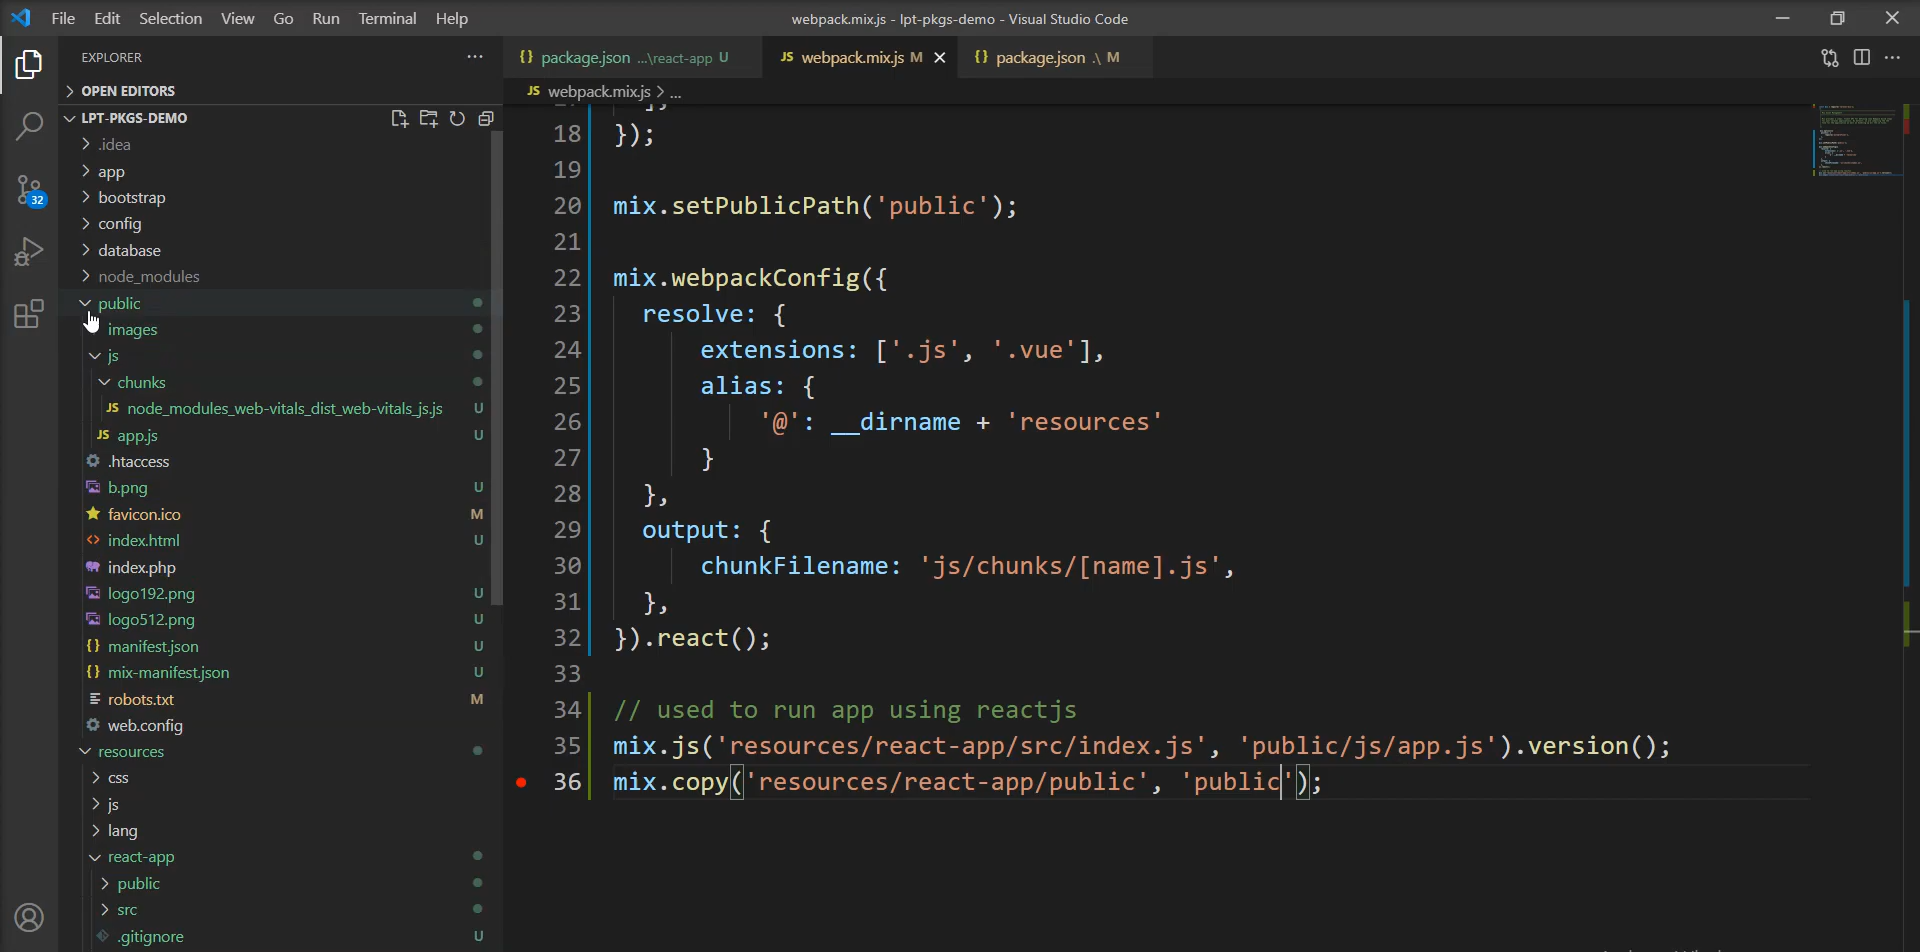 File Edit Selection View Go Run Terminal Help
webpack.mix.js - lpt-pkgs-demo - Visual Studio Code
EXPLORER
{} package.json ...\react-app U
JS webpack.mix.js M
{} package.json .\ M
OPEN EDITORS
JS webpack.mix.js > ...
LPT-PKGS-DEMO
.idea
app
bootstrap
config
database
node_modules
public
images
js
chunks
JS node_modules_web-vitals_dist_web-vitals_js.js U
JS app.js U
.htaccess
b.png U
favicon.ico M
index.html U
index.php
logo192.png U
logo512.png U
{} manifest.json U
{} mix-manifest.json U
robots.txt M
web.config
resources
css
js
lang
react-app
public
src
.gitignore U
32
18 });
19
20 mix.setPublicPath('public');
21
22 mix.webpackConfig({
23 resolve: {
24 extensions: ['.js', '.vue'],
25 alias: {
26 '@': __dirname + 'resources'
27 }
28 },
29 output: {
30 chunkFilename: 'js/chunks/[name].js',
31 },
32 }).react();
33
34 // used to run app using reactjs
35 mix.js('resources/react-app/src/index.js', 'public/js/app.js').version();
36 mix.copy('resources/react-app/public', 'public');